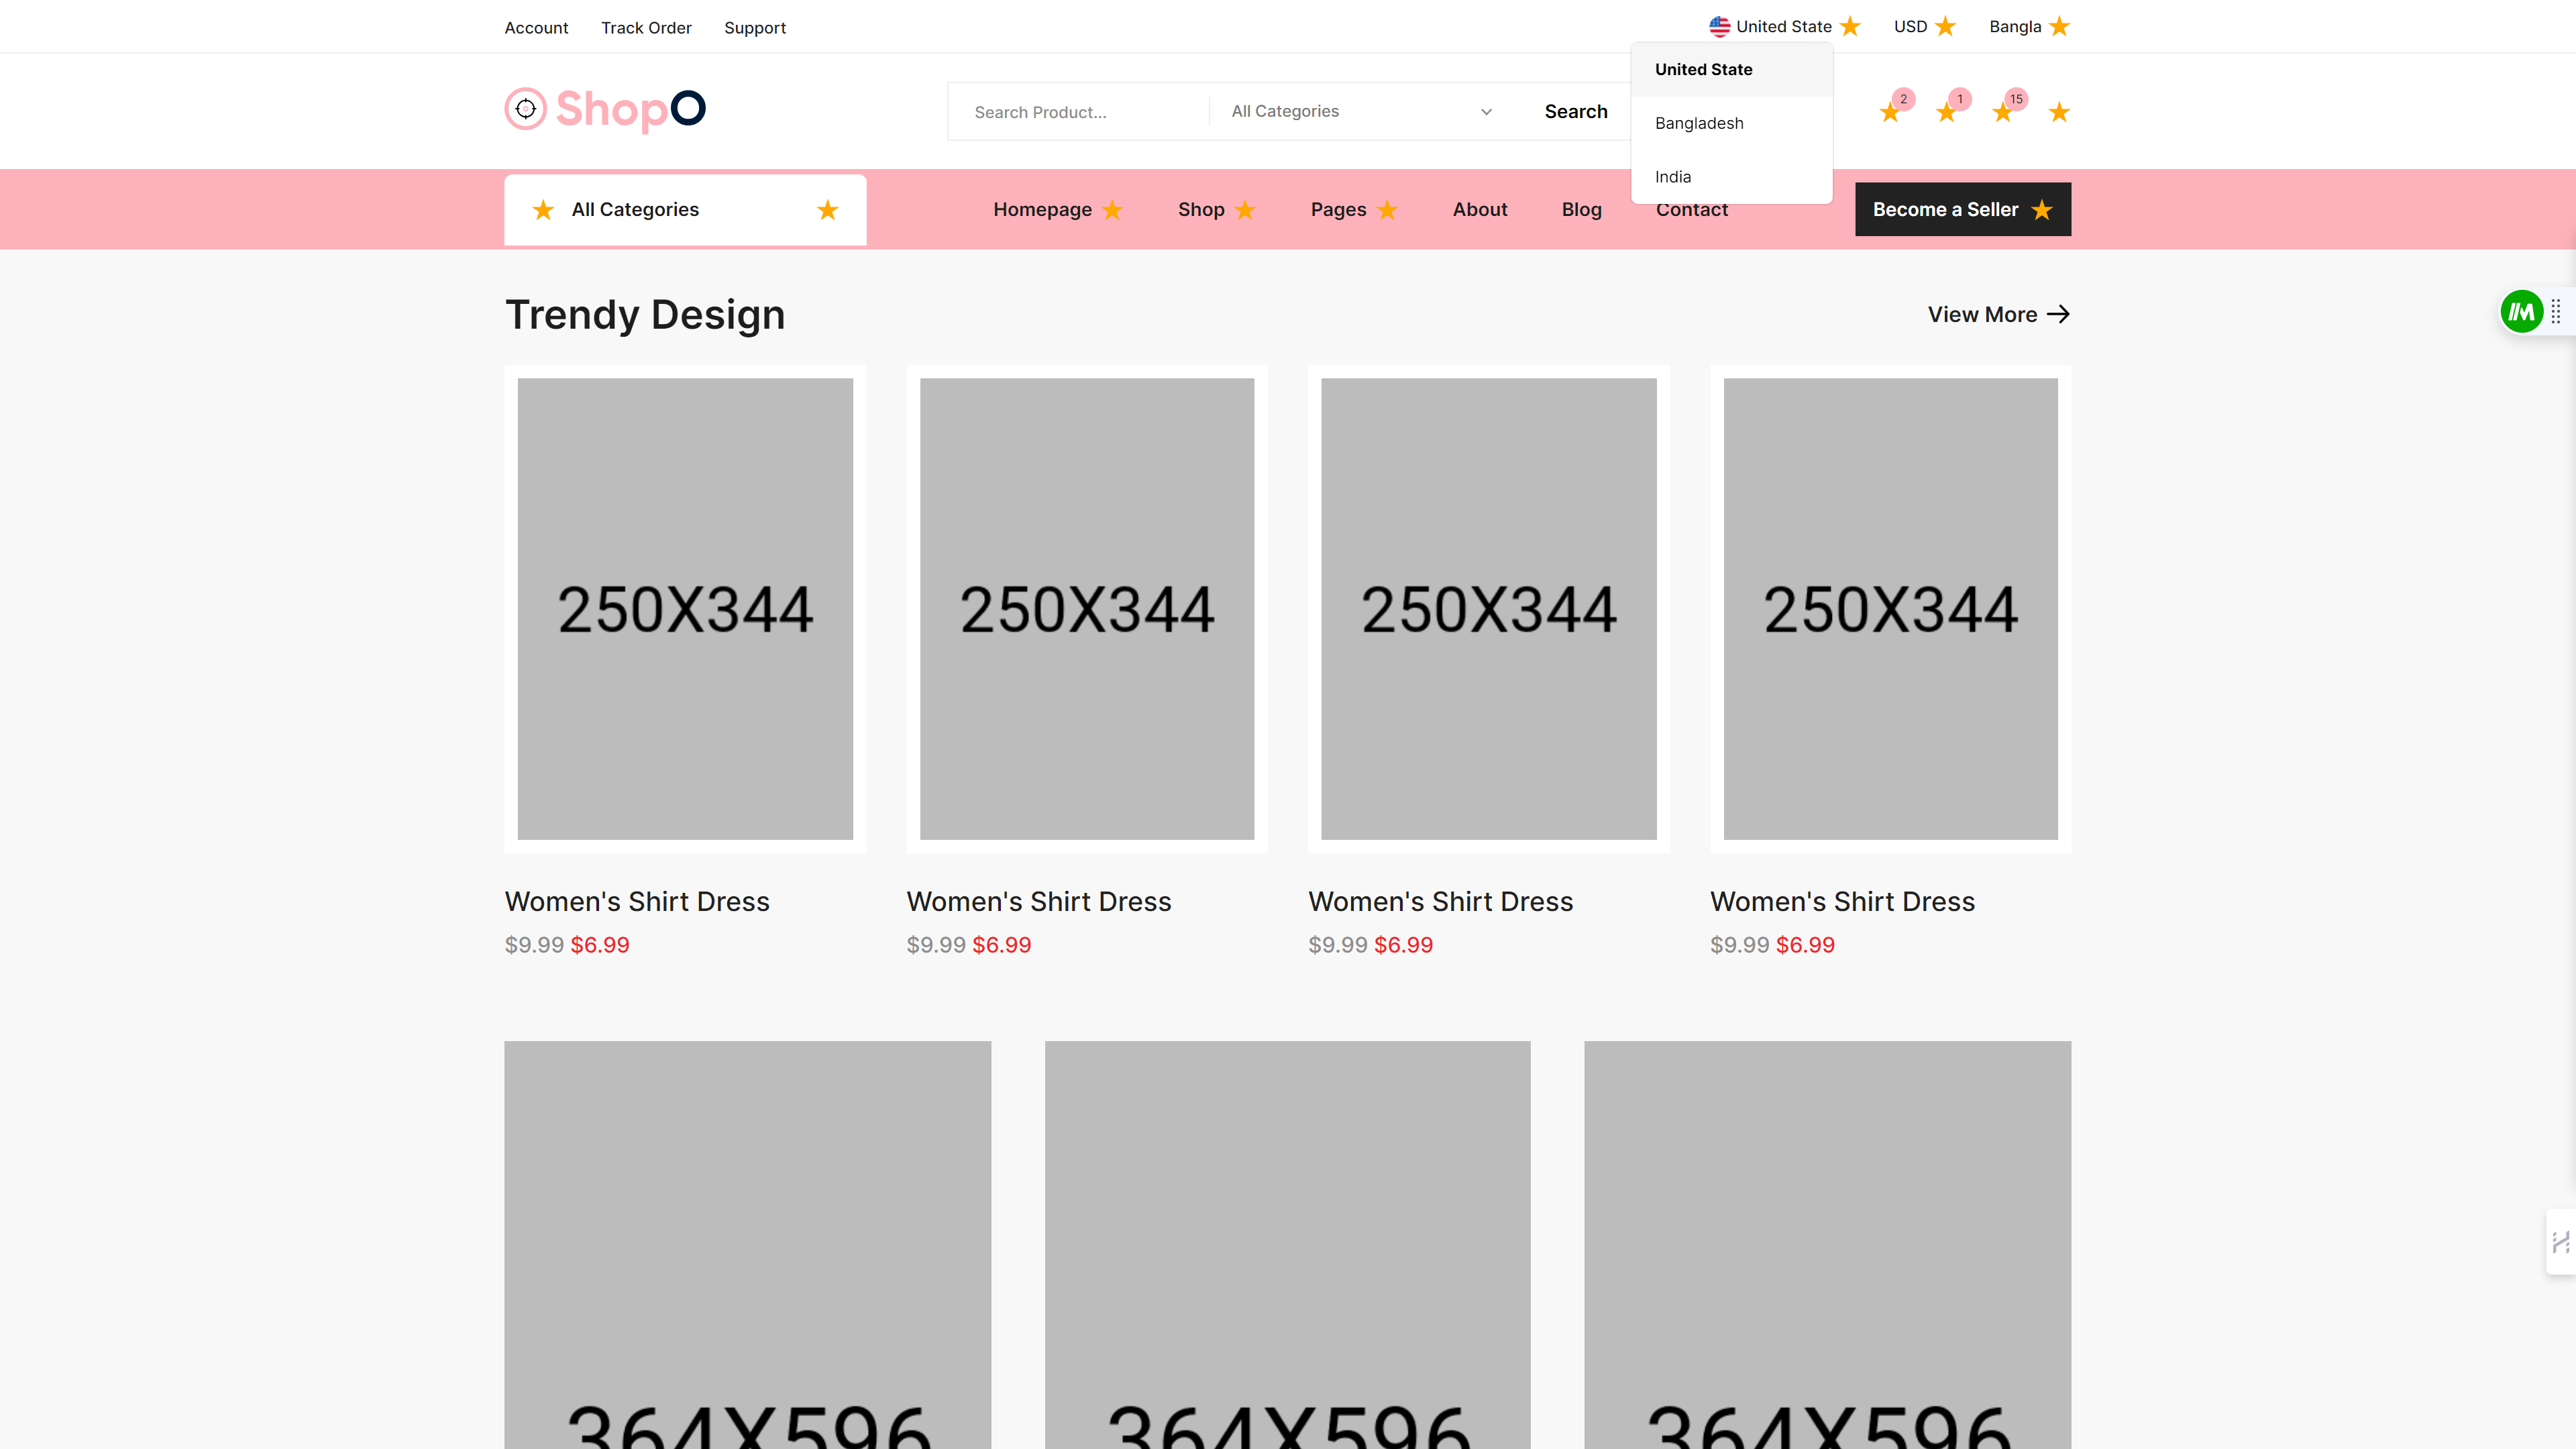 Account Track Order Support United State USD Bangla
United State
Bangladesh
India
ShopO
Search Product... All Categories Search
2 1 15
All Categories Homepage Shop Pages About Blog Contact Become a Seller
Trendy Design View More
250X344 250X344 250X344 250X344
Women's Shirt Dress Women's Shirt Dress Women's Shirt Dress Women's Shirt Dress
$9.99 $6.99 $9.99 $6.99 $9.99 $6.99 $9.99 $6.99
364X596 364X596 364X596